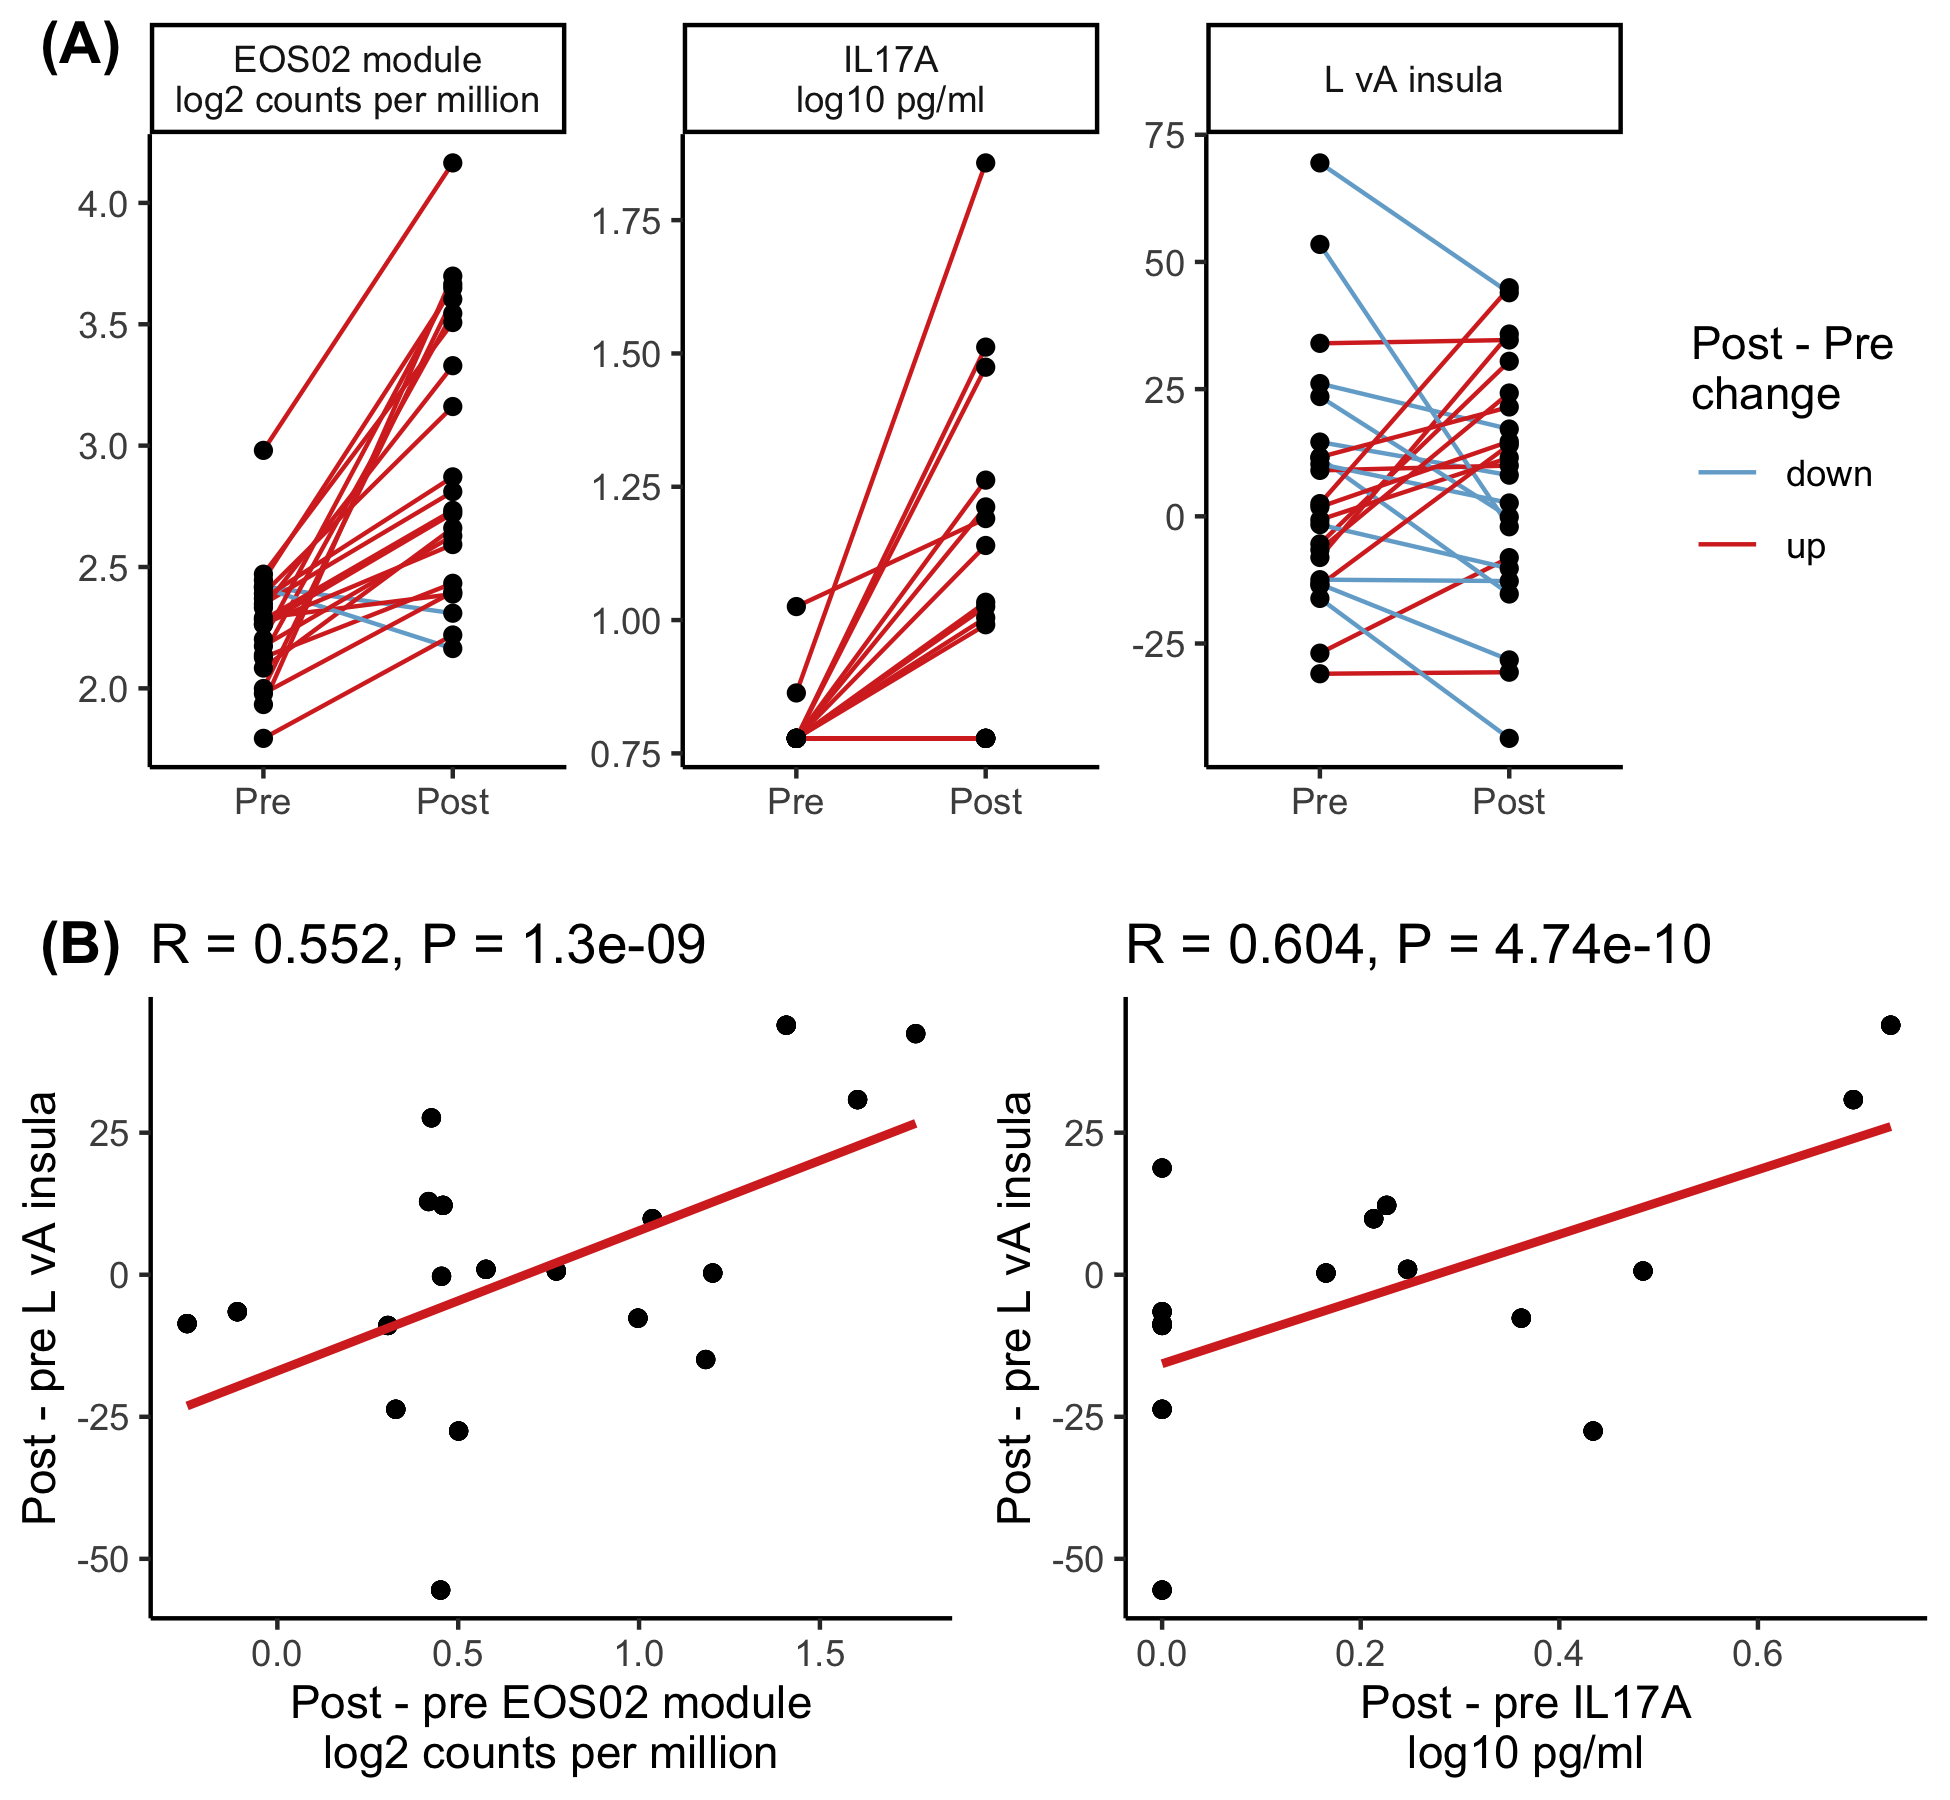 (A)
EOS02 module
log2 counts per million
IL17A
log10 pg/ml
L vA insula
4.0
3.5
3.0
2.5
2.0
Pre
Post
1.75
1.50
1.25
1.00
0.75
Pre
Post
75
50
25
0
-25
Pre
Post
Post - Pre
change
down
up
(B)
R = 0.552, P = 1.3e-09
Post - pre L vA insula
25
0
-25
-50
0.0
0.5
1.0
1.5
Post - pre EOS02 module
log2 counts per million
R = 0.604, P = 4.74e-10
Post - pre L vA insula
25
0
-25
-50
0.0
0.2
0.4
0.6
Post - pre IL17A
log10 pg/ml